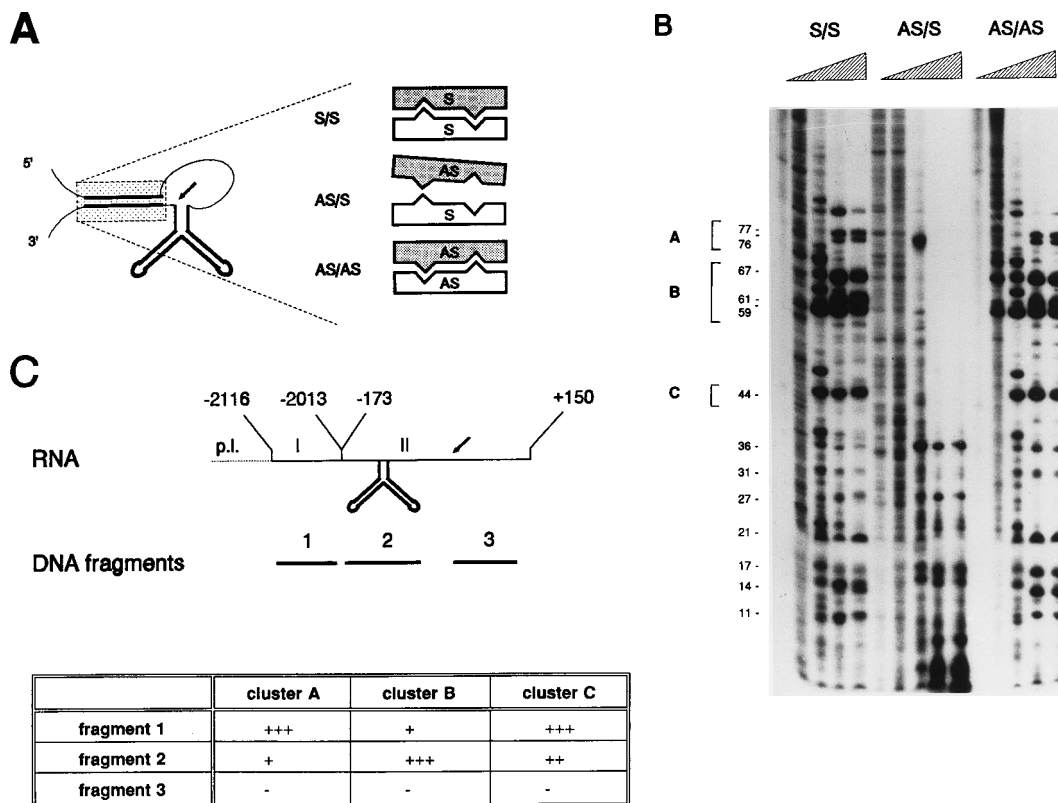 A
S/S
S
S
5'
AS/S
AS
S
3'
AS/AS
AS
AS
B
S/S AS/S AS/AS
A
77 -
76
B
67 -
61 -
59 -
C
44 -
36 -
31 -
27 -
21 -
17 -
14 -
11 -
C
-2116 -2013 -173 +150
RNA
p.l. I II
1 2 3
DNA fragments
cluster A cluster B cluster C
fragment 1 +++ + +++
fragment 2 + +++ ++
fragment 3 - - -